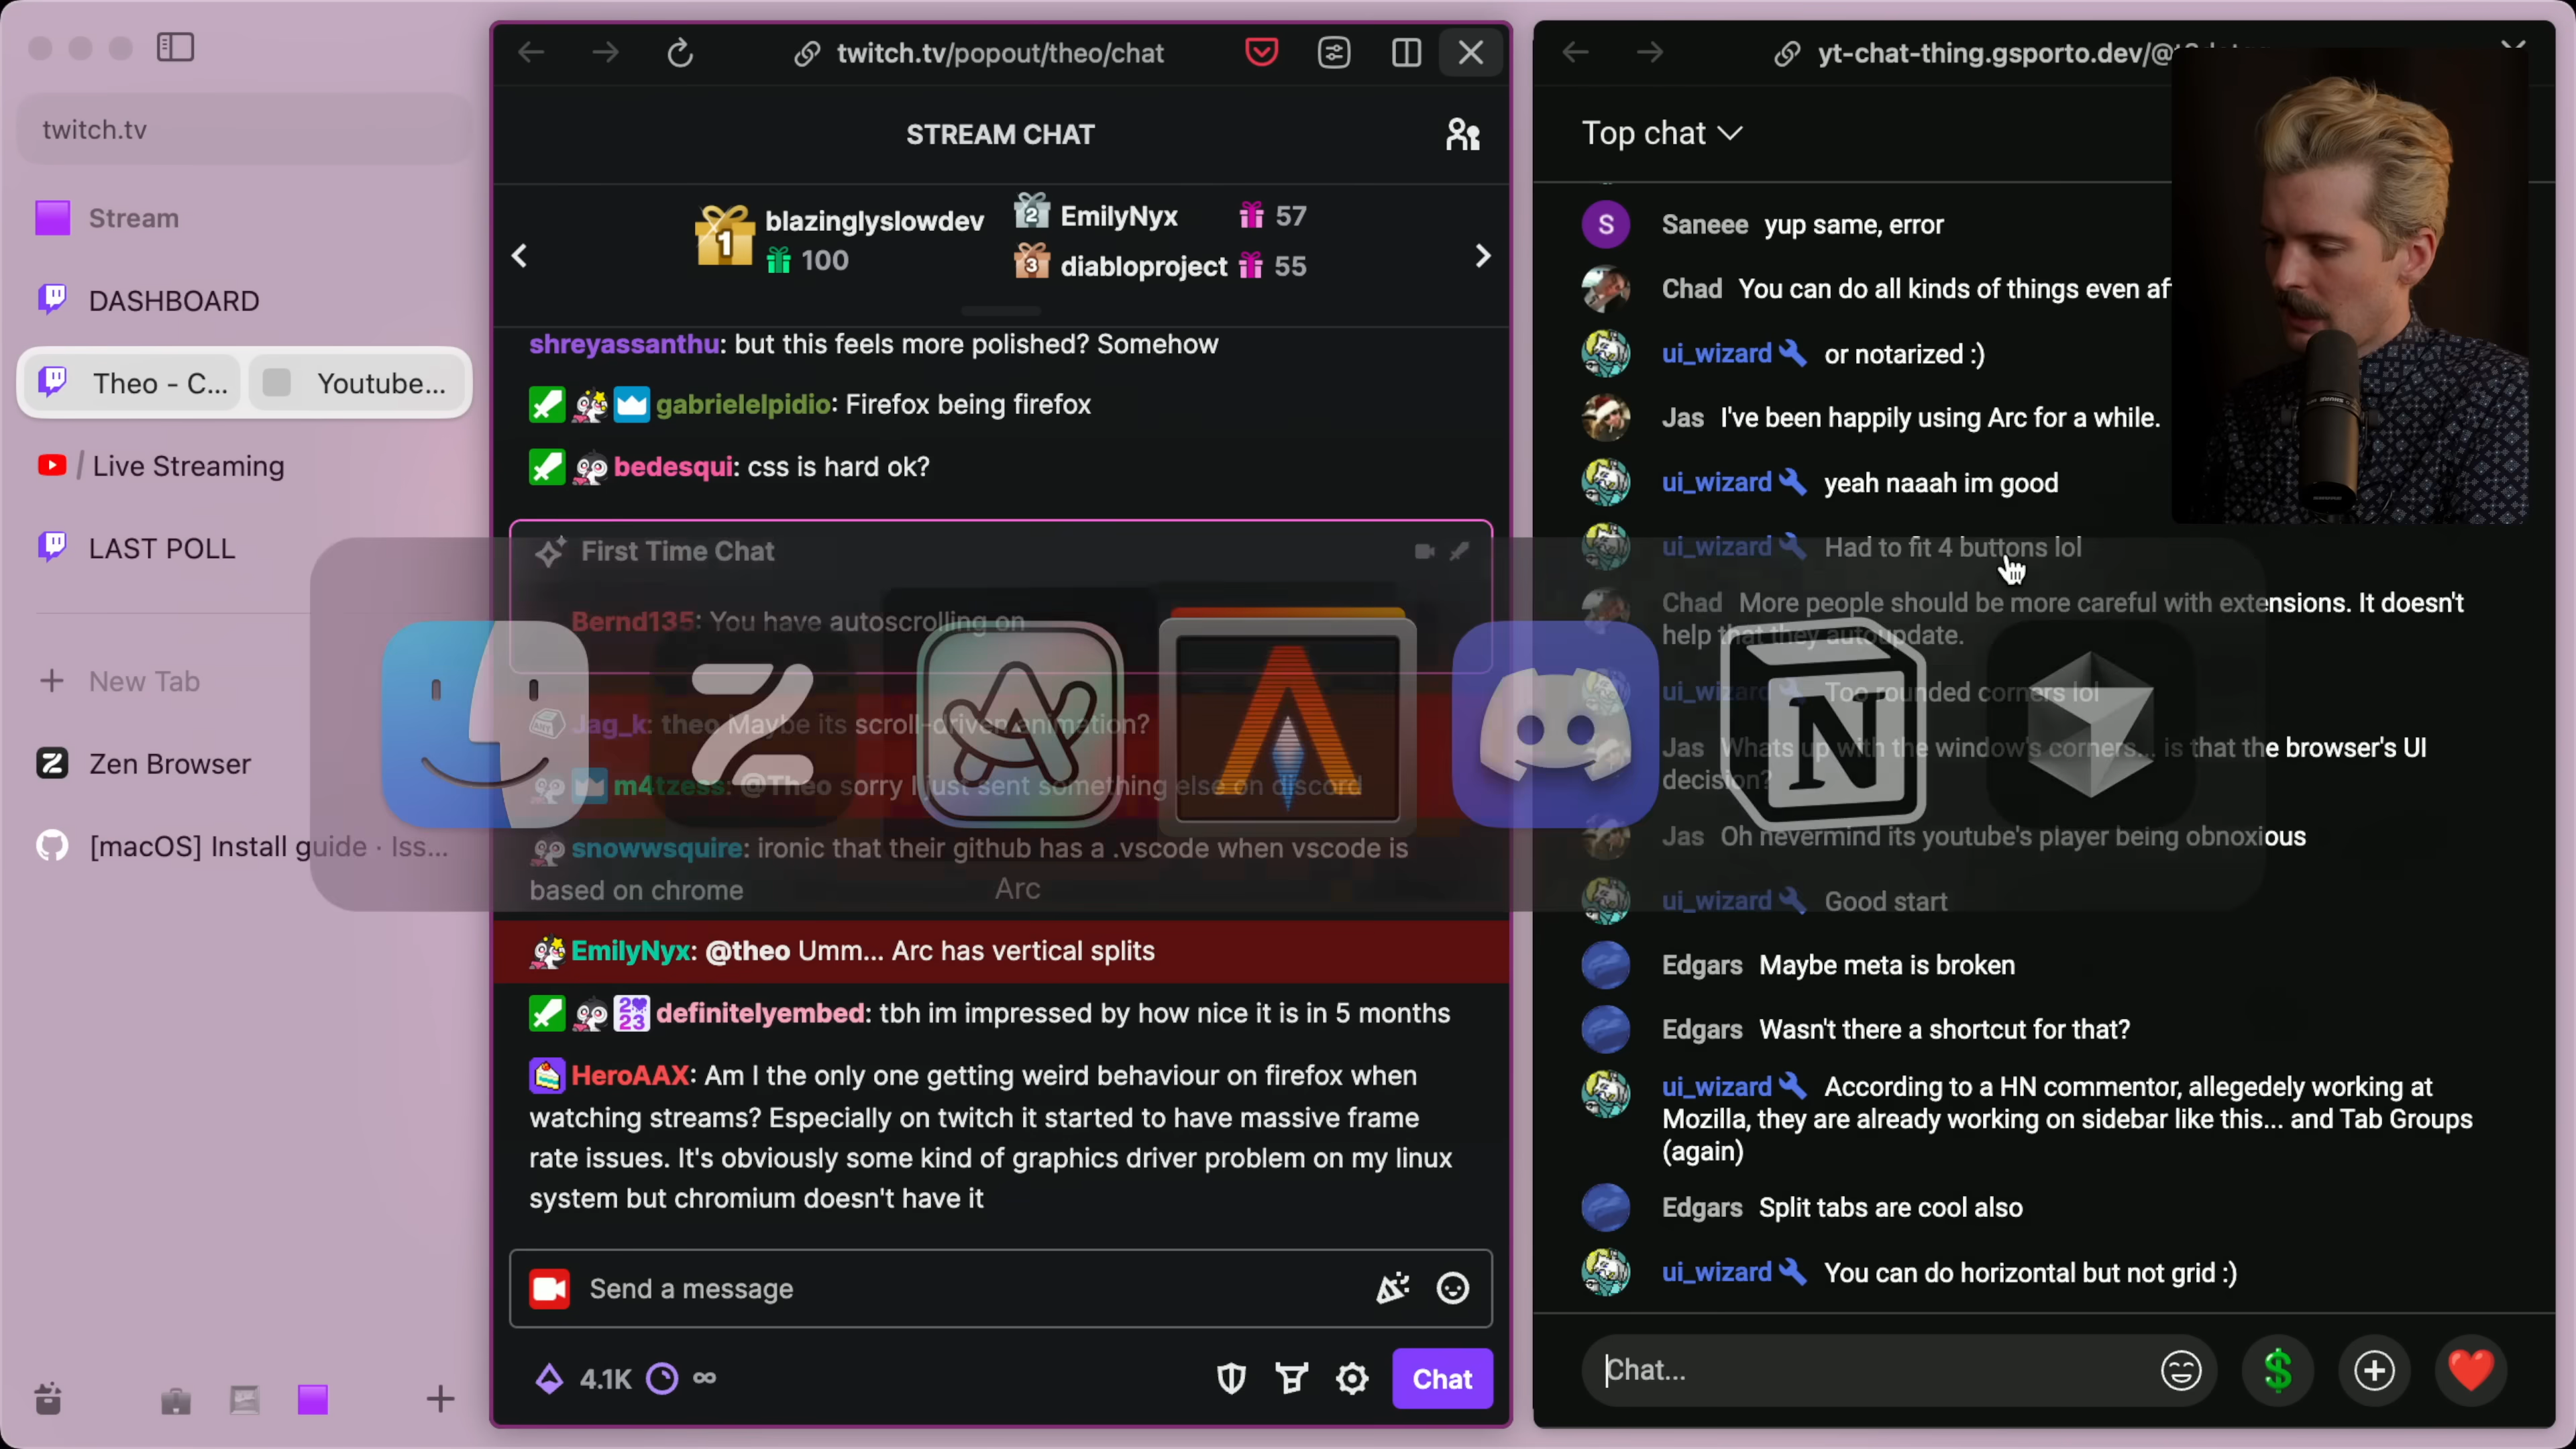 twitch.tv
Stream
DASHBOARD
Theo - C...
Youtube...
/ Live Streaming
LAST POLL
+ New Tab
Zen Browser
[macOS] Install guide · Iss...
twitch.tv/popout/theo/chat
STREAM CHAT
1
blazinglyslowdev
100
2 EmilyNyx 57
3 diabloproject 55
shreyassanthu: but this feels more polished? Somehow
gabrielelpidio: Firefox being firefox
bedesqui: css is hard ok?
First Time Chat
Bernd135: You have autoscrolling on
Jag_k: theo Maybe its scroll-driven animation?
m4tzess: @Theo sorry I just sent something else on discord
snowwsquire: ironic that their github has a .vscode when vscode is
based on chrome
Arc
EmilyNyx: @theo Umm... Arc has vertical splits
2023 definitelyembed: tbh im impressed by how nice it is in 5 months
HeroAAX: Am I the only one getting weird behaviour on firefox when
watching streams? Especially on twitch it started to have massive frame
rate issues. It's obviously some kind of graphics driver problem on my linux
system but chromium doesn't have it
Send a message
4.1K
∞
Chat
yt-chat-thing.gsporto.dev/@
Top chat
S
Saneee yup same, error
Chad You can do all kinds of things even af
ui_wizard or notarized :)
Jas I've been happily using Arc for a while.
ui_wizard yeah naaah im good
ui_wizard Had to fit 4 buttons lol
Chad More people should be more careful with extensions. It doesn't
help that they autoupdate.
ui_wizard Too rounded corners lol
Jas Whats up with the window's corners... is that the browser's UI
decision?
Jas Oh nevermind its youtube's player being obnoxious
ui_wizard Good start
Edgars Maybe meta is broken
Edgars Wasn't there a shortcut for that?
ui_wizard According to a HN commentor, allegedely working at
Mozilla, they are already working on sidebar like this... and Tab Groups
(again)
Edgars Split tabs are cool also
ui_wizard You can do horizontal but not grid :)
Chat...